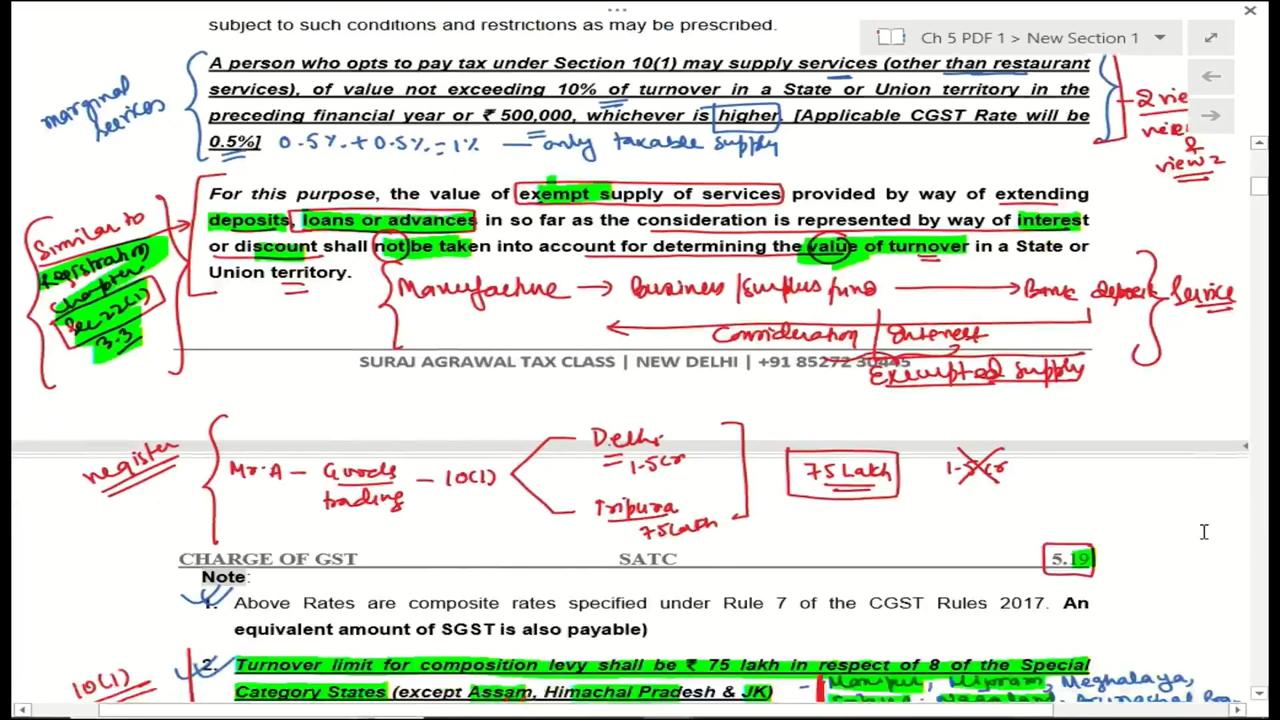 subject to such conditions and restrictions as may be prescribed.
Ch 5 PDF 1 > New Section 1
A person who opts to pay tax under Section 10(1) may supply services (other than restaurant
services), of value not exceeding 10% of turnover in a State or Union territory in the
preceding financial year or ₹ 500,000, whichever is higher. [Applicable CGST Rate will be
0.5%] 0.5% + 0.5% = 1% — only taxable supply
marginal services
2 view
view 1
&
view 2
For this purpose, the value of exempt supply of services provided by way of extending
deposits, loans or advances in so far as the consideration is represented by way of interest
or discount shall not be taken into account for determining the value of turnover in a State or
Union territory.
Similar to
Registration
chapter
Sec 22(1)
3.3
Manufacture → business/surplus fund → Bank deposit Service
Consideration Interest
SURAJ AGRAWAL TAX CLASS | NEW DELHI | +91 85272 30445
Exempted supply
register
Mr. A – Goods trading – 10(1)
Delhi
1.5 Cr
Tripura
75 Lakh
75 Lakh 1.5 Cr
CHARGE OF GST SATC 5.19
Note:
1. Above Rates are composite rates specified under Rule 7 of the CGST Rules 2017. An
equivalent amount of SGST is also payable)
10(1)
2. Turnover limit for composition levy shall be ₹ 75 lakh in respect of 8 of the Special
Category States (except Assam, Himachal Pradesh & JK) – Manipur, Mizoram, Meghalaya,